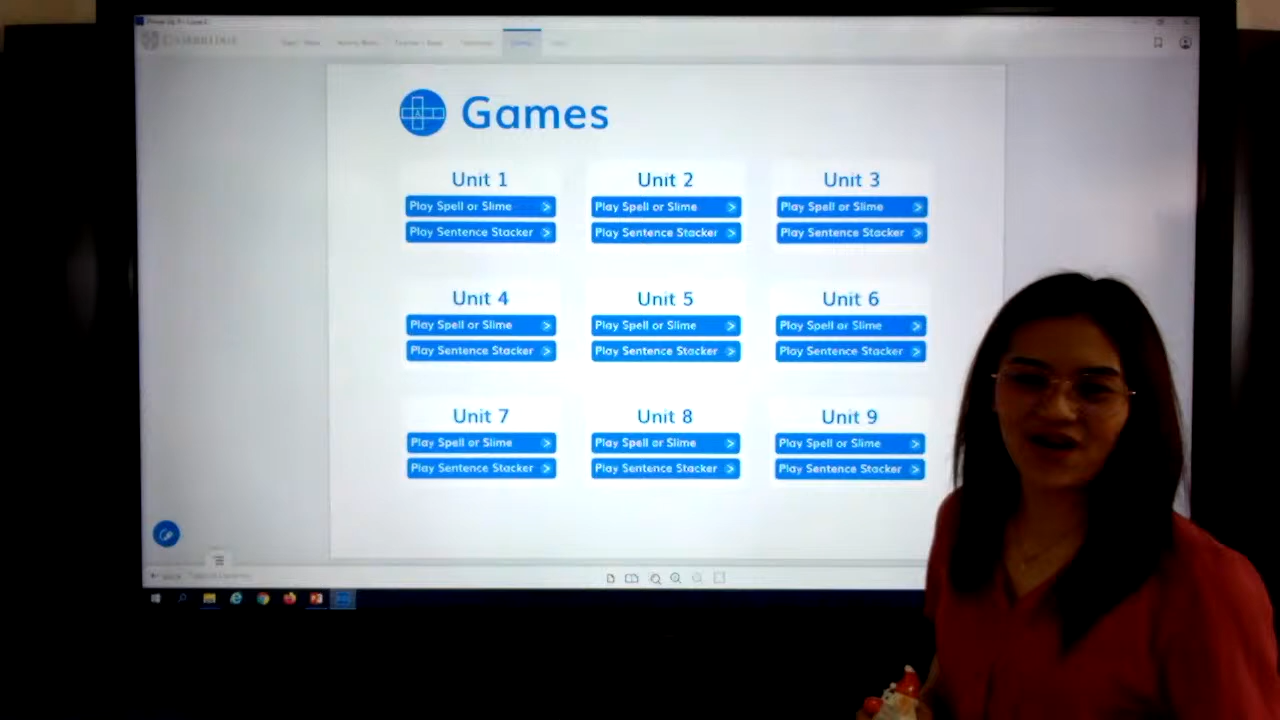 CAMBRIDGE
Games
Unit 1
Play Spell or Slime
Play Sentence Stacker
Unit 2
Play Spell or Slime
Play Sentence Stacker
Unit 3
Play Spell or Slime
Play Sentence Stacker
Unit 4
Play Spell or Slime
Play Sentence Stacker
Unit 5
Play Spell or Slime
Play Sentence Stacker
Unit 6
Play Spell or Slime
Play Sentence Stacker
Unit 7
Play Spell or Slime
Play Sentence Stacker
Unit 8
Play Spell or Slime
Play Sentence Stacker
Unit 9
Play Spell or Slime
Play Sentence Stacker